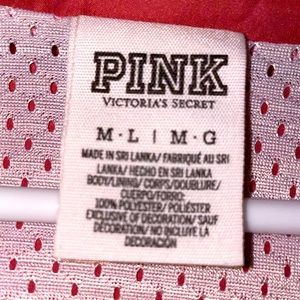 PINK
VICTORIA'S SECRET
M·L | M·G
MADE IN SRI LANKA/FABRIQUÉ AU SRI
LANKA/HECHO EN SRI LANKA
BODY/LINING/CORPS/DOUBLURE/
CUERPO/FORRO:
100% POLYESTER/POLIÉSTER
EXCLUSIVE OF DECORATION/SAUF
DÉCORATION/NO INCLUYE LA
DECORACIÓN